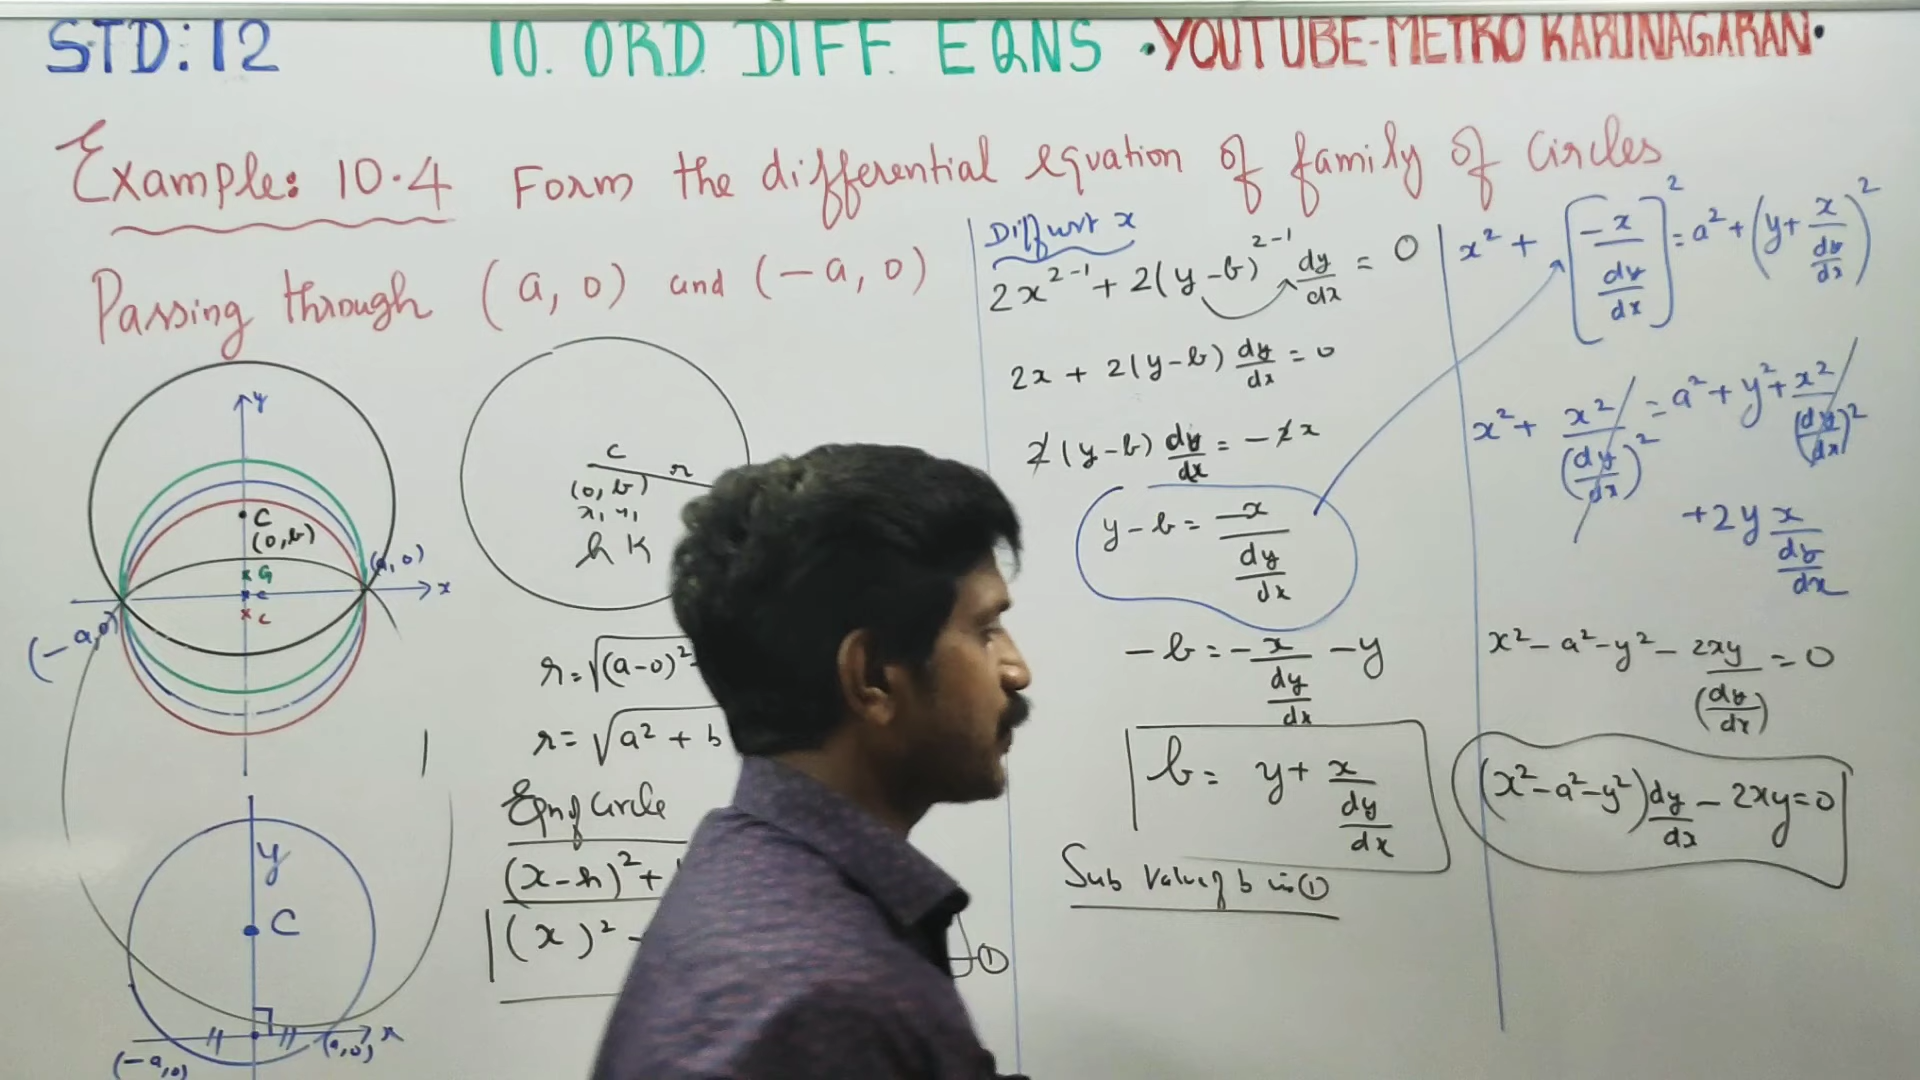 STD:12 10. ORD. DIFF. EQNS •YOUTUBE-METRO KARUNAGARAN•
Example: 10.4 Form the differential equation of family of circles
Passing through (a, 0) and (-a, 0)
y
C
(0, b)
(a, 0)
x
G
c
c
(-a, 0)
y
C
x
(-a, 0)
(a, 0)
C
r
(0, b)
x₁ y₁
h k
r = √(a-0)²
r = √a² + b
Eqn of Circle
(x-h)² +
(x)² -
①
Diff wrt x
2x²⁻¹ + 2(y-b)²⁻¹ dy/dx = 0
2x + 2(y-b) dy/dx = 0
2(y-b) dy/dx = -2x
y-b = -x/(dy/dx)
-b = -x/(dy/dx) - y
b = y + x/(dy/dx)
Sub value of b in ①
x² + [-x/(dy/dx)]² = a² + (y + x/(dy/dx))²
x² + x²/(dy/dx)² = a² + y² + x²/(dy/dx)²
+ 2y x/(dy/dx)
x² - a² - y² - 2xy/(dy/dx) = 0
(x² - a² - y²) dy/dx - 2xy = 0